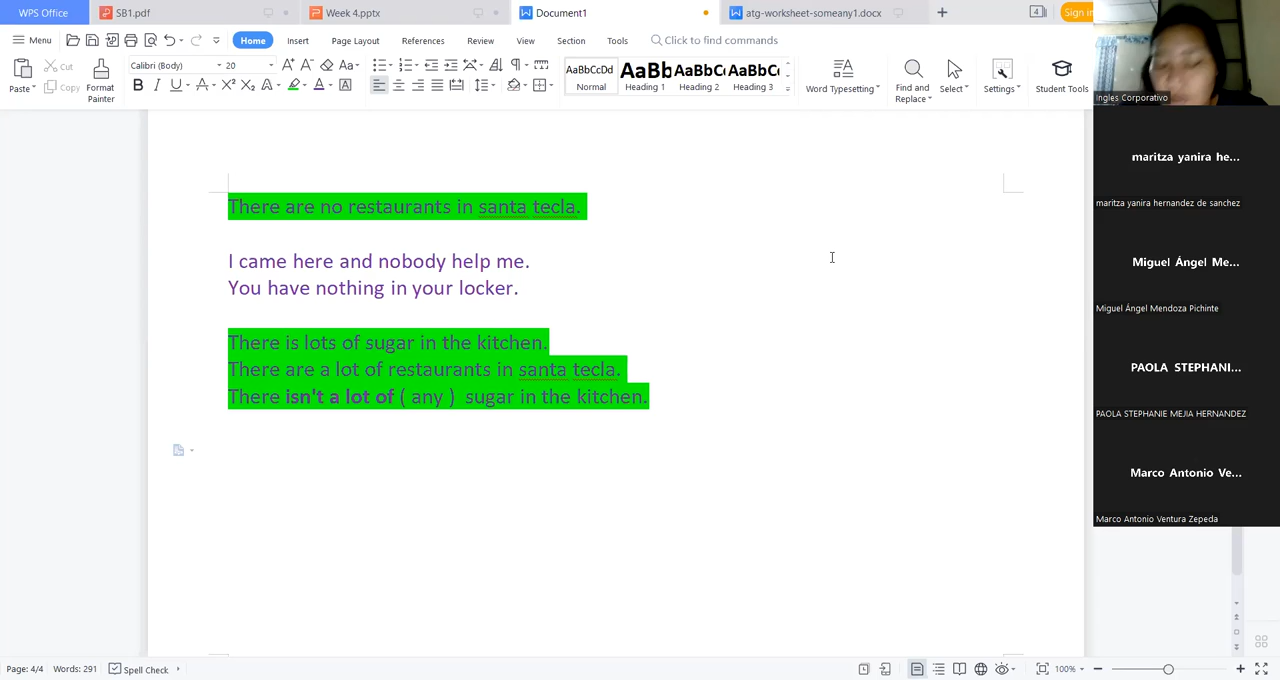 WPS Office SB1.pdf Week 4.pptx Document1 atg-worksheet-someany1.docx + 4 Sign in
Menu Home Insert Page Layout References Review View Section Tools Click to find commands
Paste Cut Copy Format Painter Calibri (Body) 20 AaBbCcDd Normal AaBb Heading 1 AaBbCc Heading 2 AaBbCc Heading 3 Word Typesetting Find and Replace Select Settings Student Tools
Ingles Corporativo
maritza yanira he...
maritza yanira hernandez de sanchez
Miguel Ángel Me...
Miguel Ángel Mendoza Pichinte
PAOLA STEPHANI...
PAOLA STEPHANIE MEJIA HERNANDEZ
Marco Antonio Ve...
Marco Antonio Ventura Zepeda
There are no restaurants in santa tecla.
I came here and nobody help me.
You have nothing in your locker.
There is lots of sugar in the kitchen.
There are a lot of restaurants in santa tecla.
There isn't a lot of ( any ) sugar in the kitchen.
Page: 4/4 Words: 291 Spell Check 100%